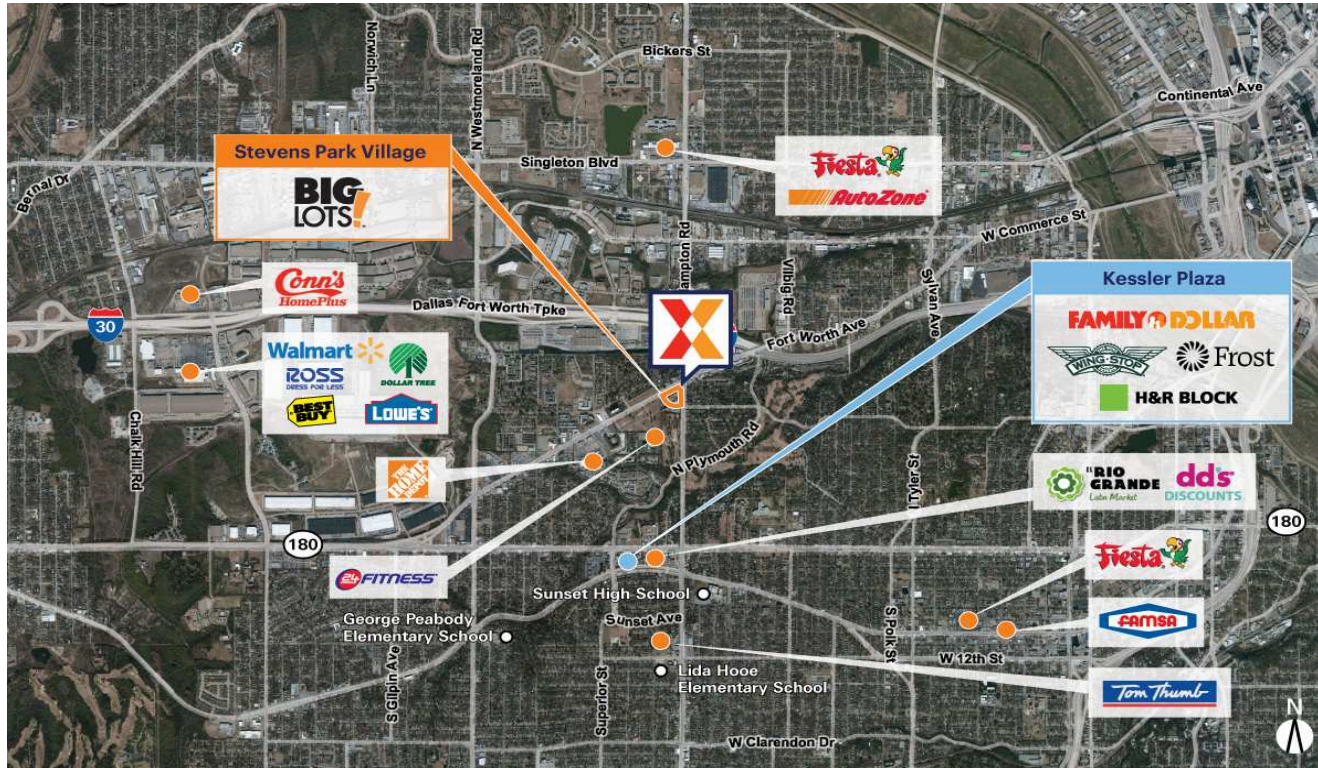 Bickers St
Norwich Ln
N Westmoreland Rd
Continental Ave
Stevens Park Village
BIG
LOTS!
Singleton Blvd
Fiesta
AutoZone
Bernal Dr
W Commerce St
Hampton Rd
Vilbig Rd
Sylvan Ave
Conn's
HomePlus
Dallas Fort Worth Tpke
30
Fort Worth Ave
Kessler Plaza
FAMILY DOLLAR
WING·STOP
Frost
H&R BLOCK
Walmart
ROSS
DRESS FOR LESS
DOLLAR TREE
BEST
BUY
LOWE'S
Chalk Hill Rd
THE
HOME
DEPOT
N Plymouth Rd
N Tyler St
EL RIO
GRANDE
Latin Market
dd's
DISCOUNTS
180
180
24 FITNESS
Fiesta
Sunset High School
George Peabody
Elementary School
Sunset Ave
FAMSA
S Gilpin Ave
Superior St
S Polk St
W 12th St
Lida Hooe
Elementary School
Tom Thumb
W Clarendon Dr
N